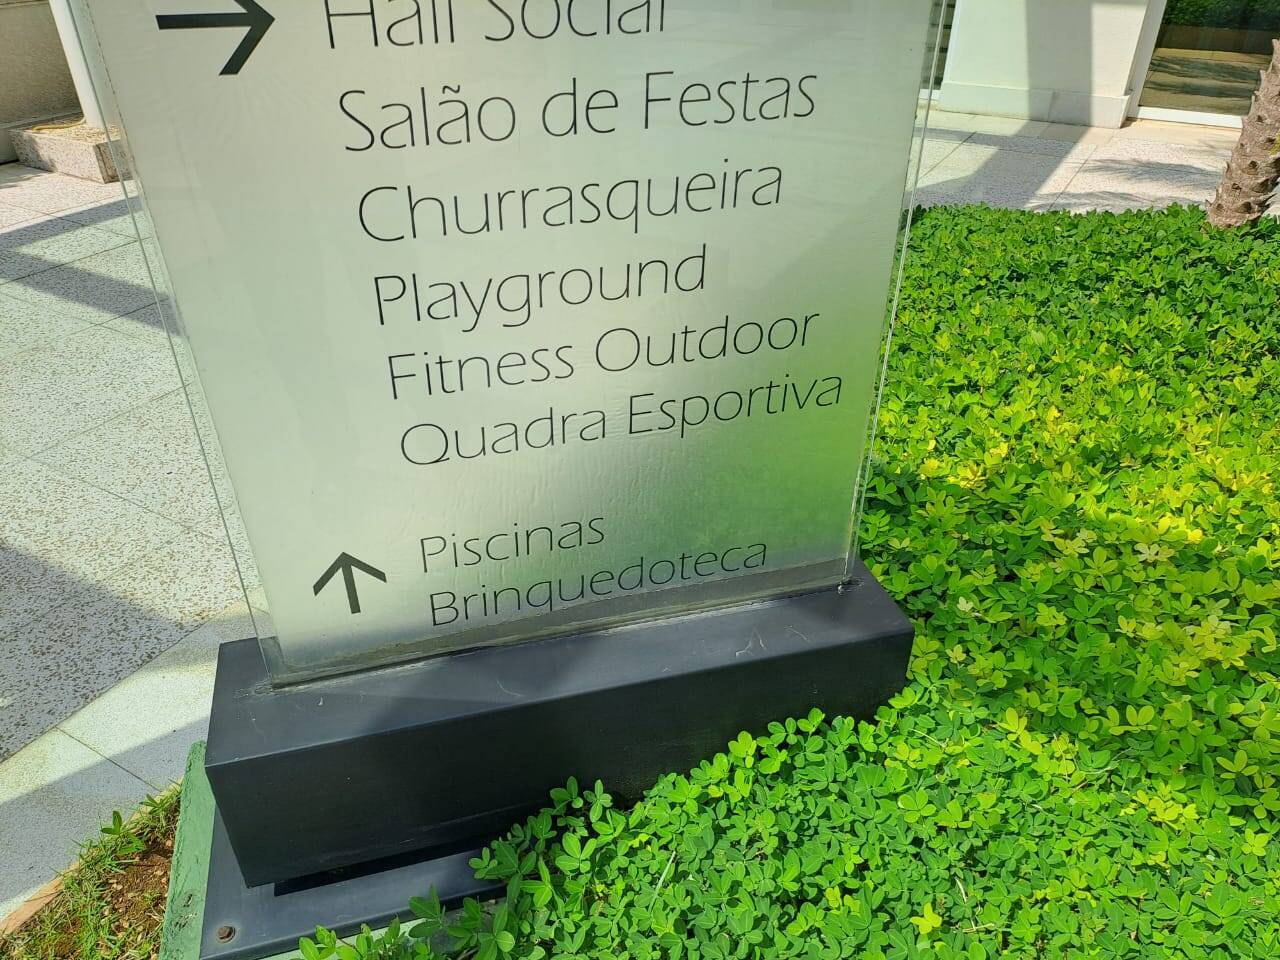 Hall Social
Salão de Festas
Churrasqueira
Playground
Fitness Outdoor
Quadra Esportiva
Piscinas
Brinquedoteca